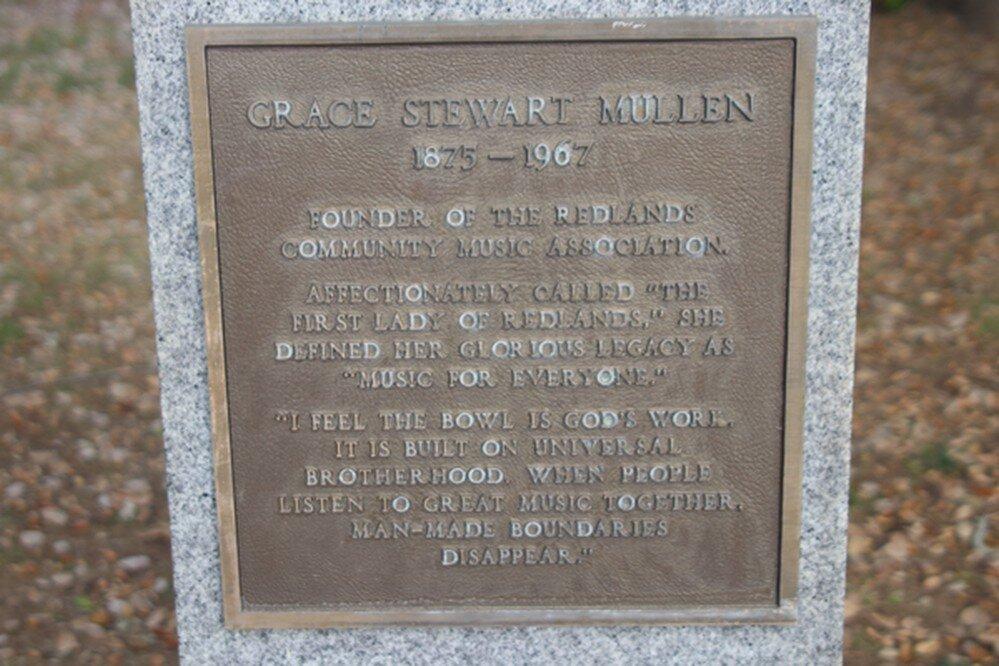 GRACE STEWART MULLEN
1875 — 1967
FOUNDER OF THE REDLANDS
COMMUNITY MUSIC ASSOCIATION.
AFFECTIONATELY CALLED "THE
FIRST LADY OF REDLANDS," SHE
DEFINED HER GLORIOUS LEGACY AS
"MUSIC FOR EVERYONE."
"I FEEL THE BOWL IS GOD'S WORK.
IT IS BUILT ON UNIVERSAL
BROTHERHOOD. WHEN PEOPLE
LISTEN TO GREAT MUSIC TOGETHER,
MAN-MADE BOUNDARIES
DISAPPEAR."